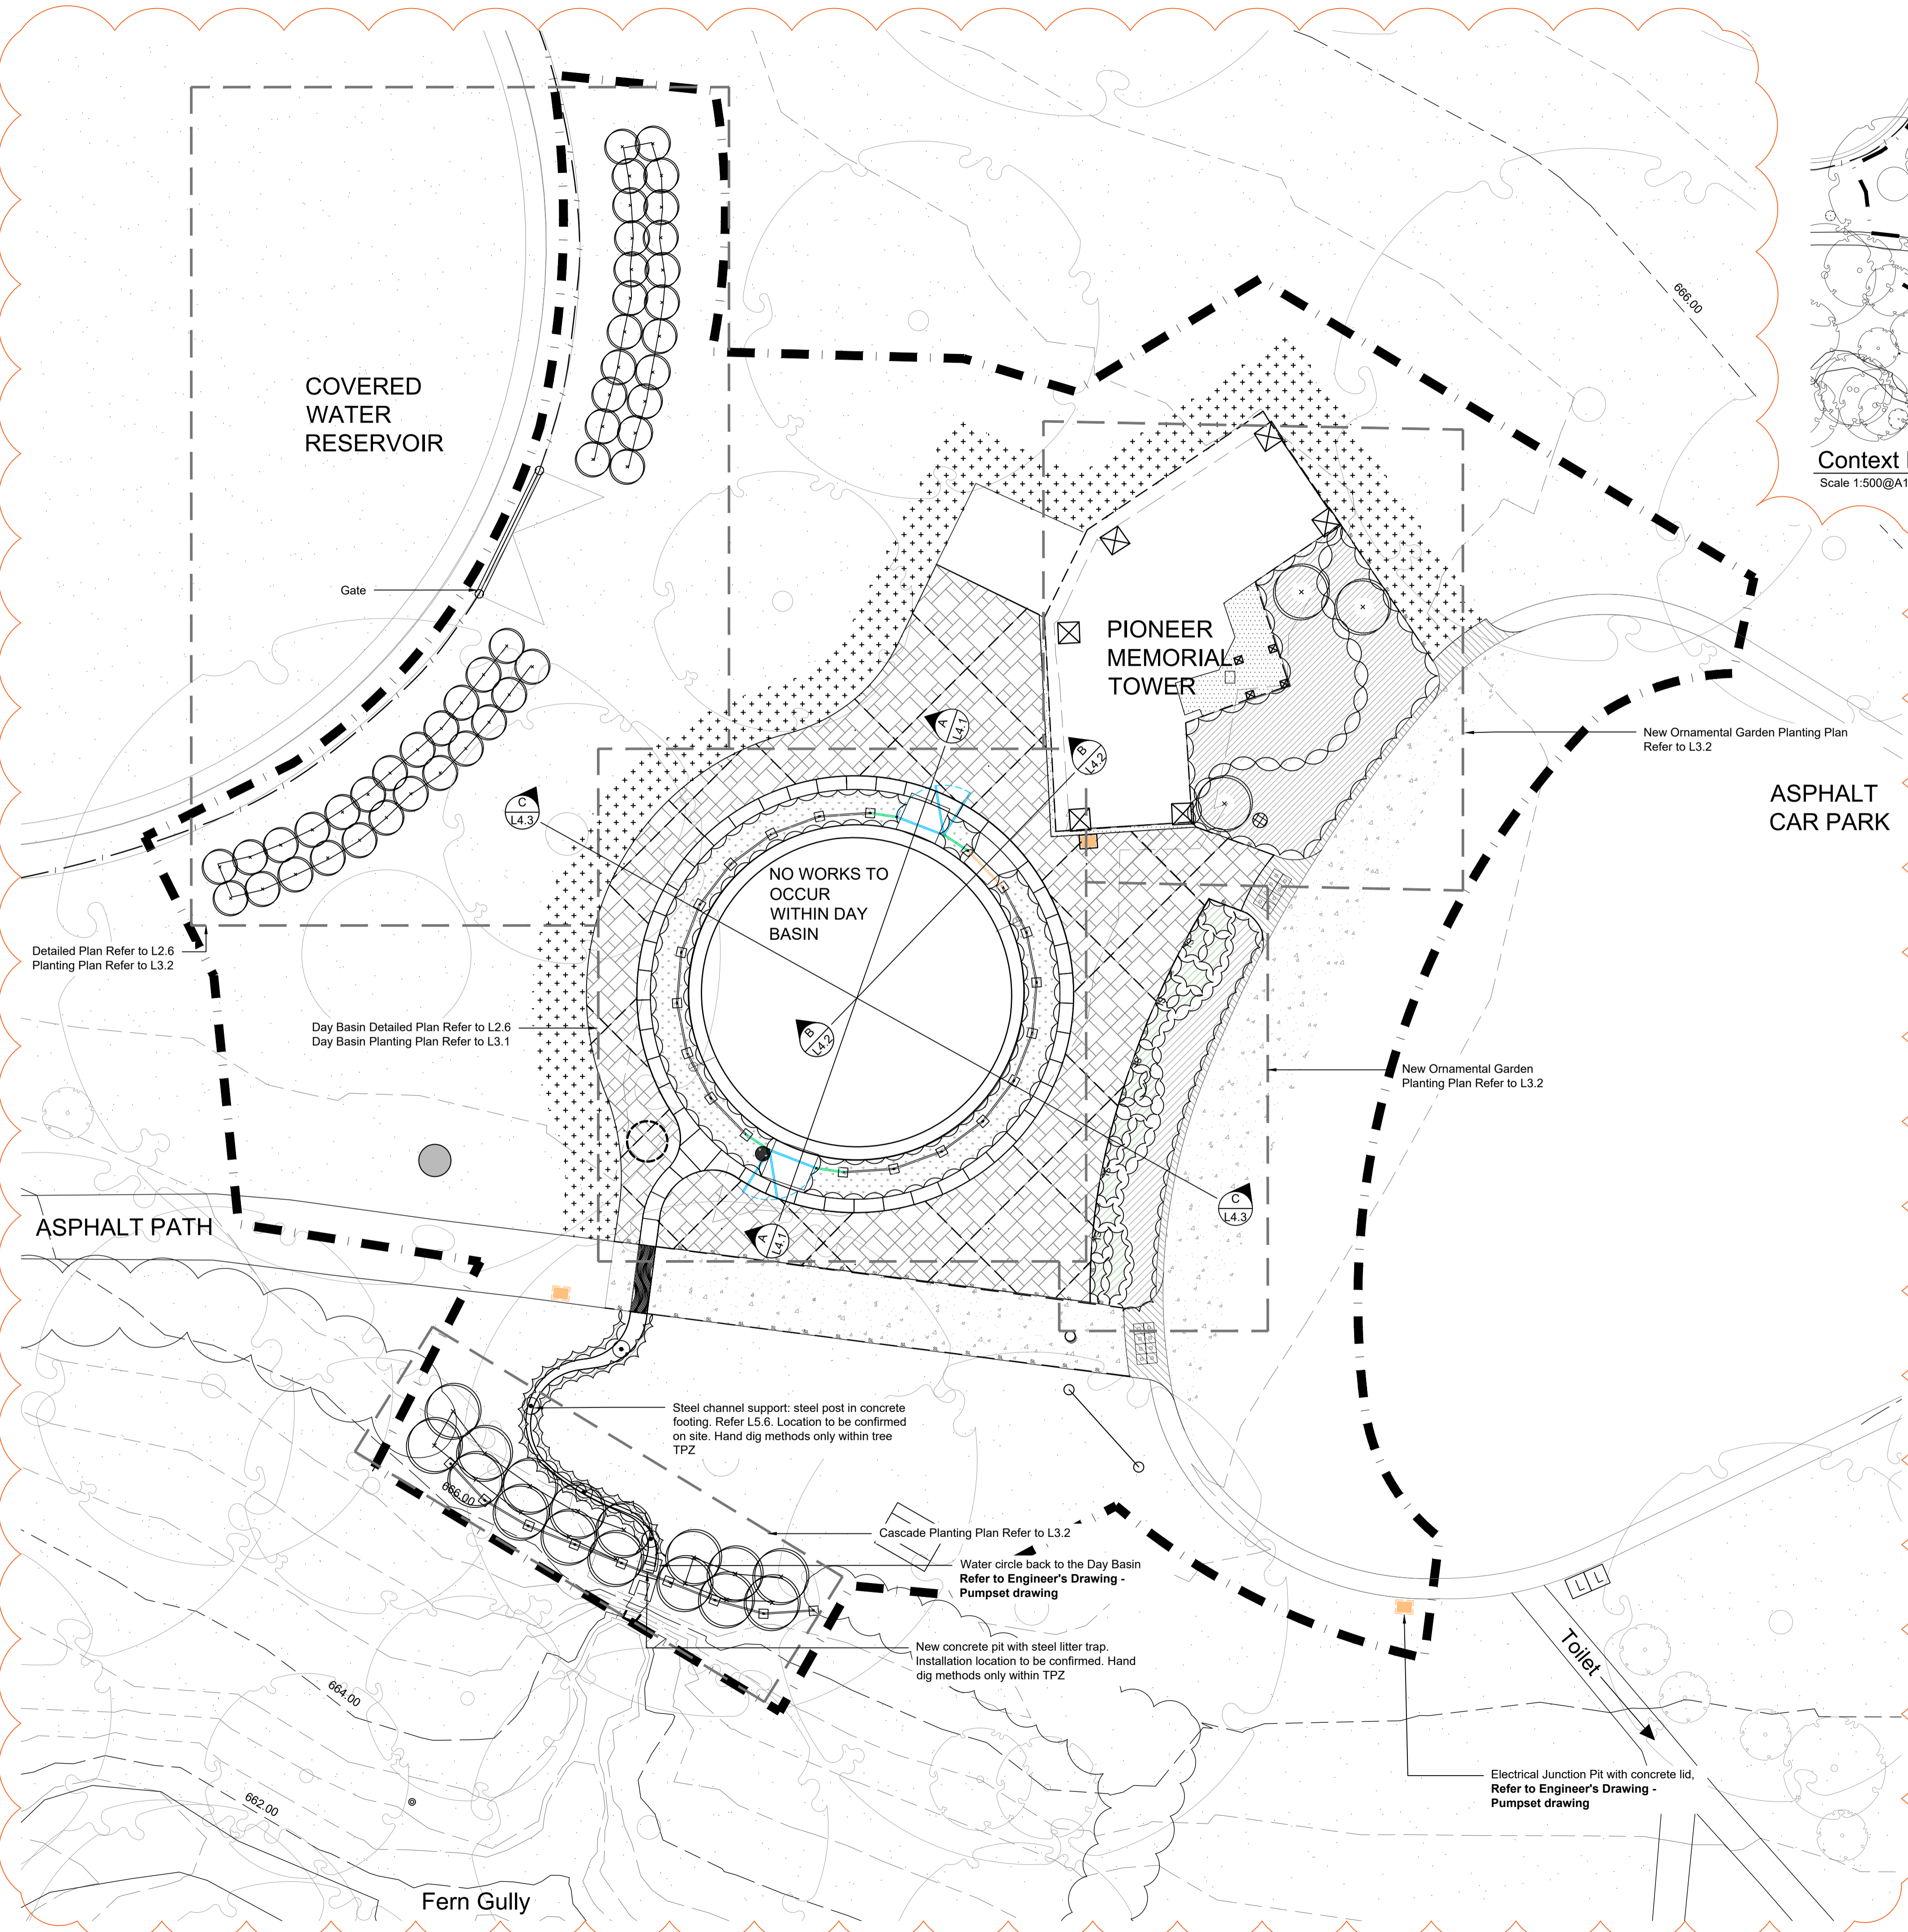 COVERED
WATER
RESERVOIR
666.00
Context
Scale 1:500@A1
Gate
PIONEER
MEMORIAL
TOWER
A
L4.1
B
L4.2
New Ornamental Garden Planting Plan
Refer to L3.2
ASPHALT
CAR PARK
C
L4.3
NO WORKS TO
OCCUR
WITHIN DAY
BASIN
Detailed Plan Refer to L2.6
Planting Plan Refer to L3.2
Day Basin Detailed Plan Refer to L2.6
Day Basin Planting Plan Refer to L3.1
B
L4.2
New Ornamental Garden
Planting Plan Refer to L3.2
C
L4.3
ASPHALT PATH
A
L4.1
Steel channel support: steel post in concrete
footing. Refer L5.6. Location to be confirmed
on site. Hand dig methods only within tree
TPZ
666.00
Cascade Planting Plan Refer to L3.2
Water circle back to the Day Basin
Refer to Engineer's Drawing -
Pumpset drawing
L L
New concrete pit with steel litter trap.
Installation location to be confirmed. Hand
dig methods only within TPZ
Toilet
664.00
Electrical Junction Pit with concrete lid,
Refer to Engineer's Drawing -
Pumpset drawing
662.00
Fern Gully